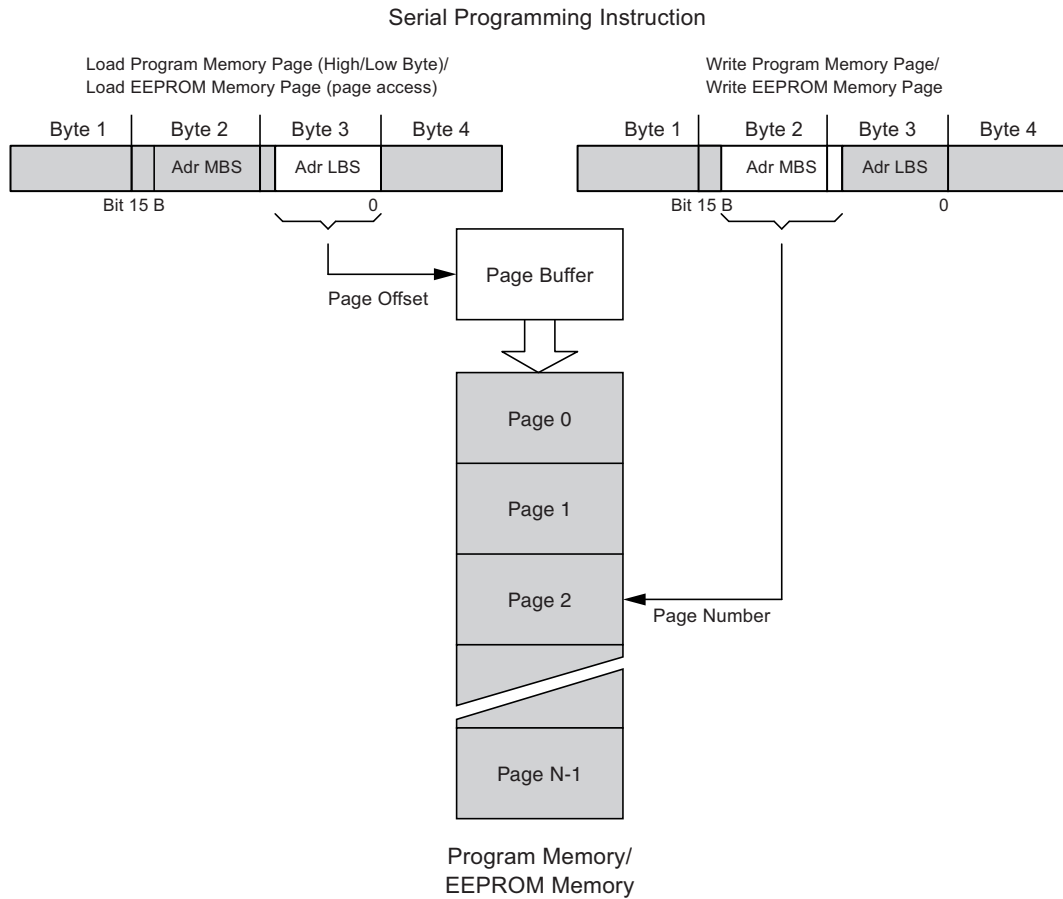 Serial Programming Instruction
Load Program Memory Page (High/Low Byte)/
Load EEPROM Memory Page (page access)
Write Program Memory Page/
Write EEPROM Memory Page
Byte 1 Byte 2 Byte 3 Byte 4
Adr MBS Adr LBS
Bit 15 B 0
Byte 1 Byte 2 Byte 3 Byte 4
Adr MBS Adr LBS
Bit 15 B 0
Page Buffer
Page Offset
Page 0
Page 1
Page 2
Page Number
Page N-1
Program Memory/
EEPROM Memory